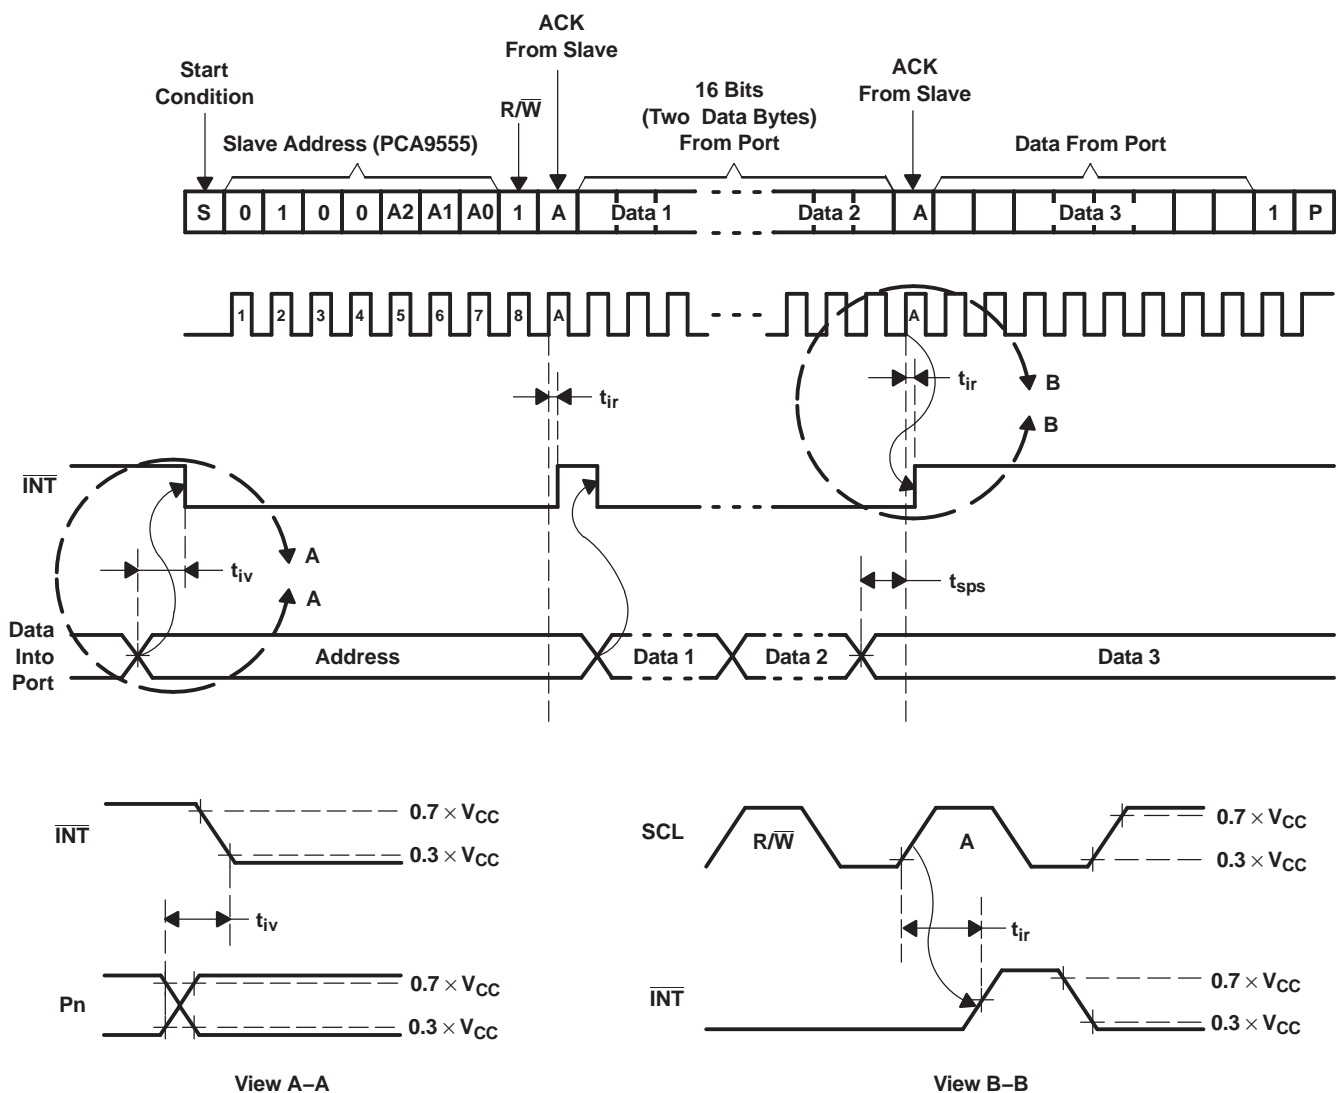 ACK
From Slave
Start
Condition
R/W̅
16 Bits
(Two Data Bytes)
From Port
ACK
From Slave
Slave Address (PCA9555)
Data From Port
S 0 1 0 0 A2 A1 A0 1 A Data 1 Data 2 A Data 3 1 P
1 2 3 4 5 6 7 8 A A
tir
tir
B
B
I̅N̅T̅
A
tiv
A
tsps
Data
Into
Port
Address Data 1 Data 2 Data 3
I̅N̅T̅
0.7 × VCC
0.3 × VCC
tiv
Pn
0.7 × VCC
0.3 × VCC
View A–A
SCL
R/W̅
A
0.7 × VCC
0.3 × VCC
tir
I̅N̅T̅
0.7 × VCC
0.3 × VCC
View B–B